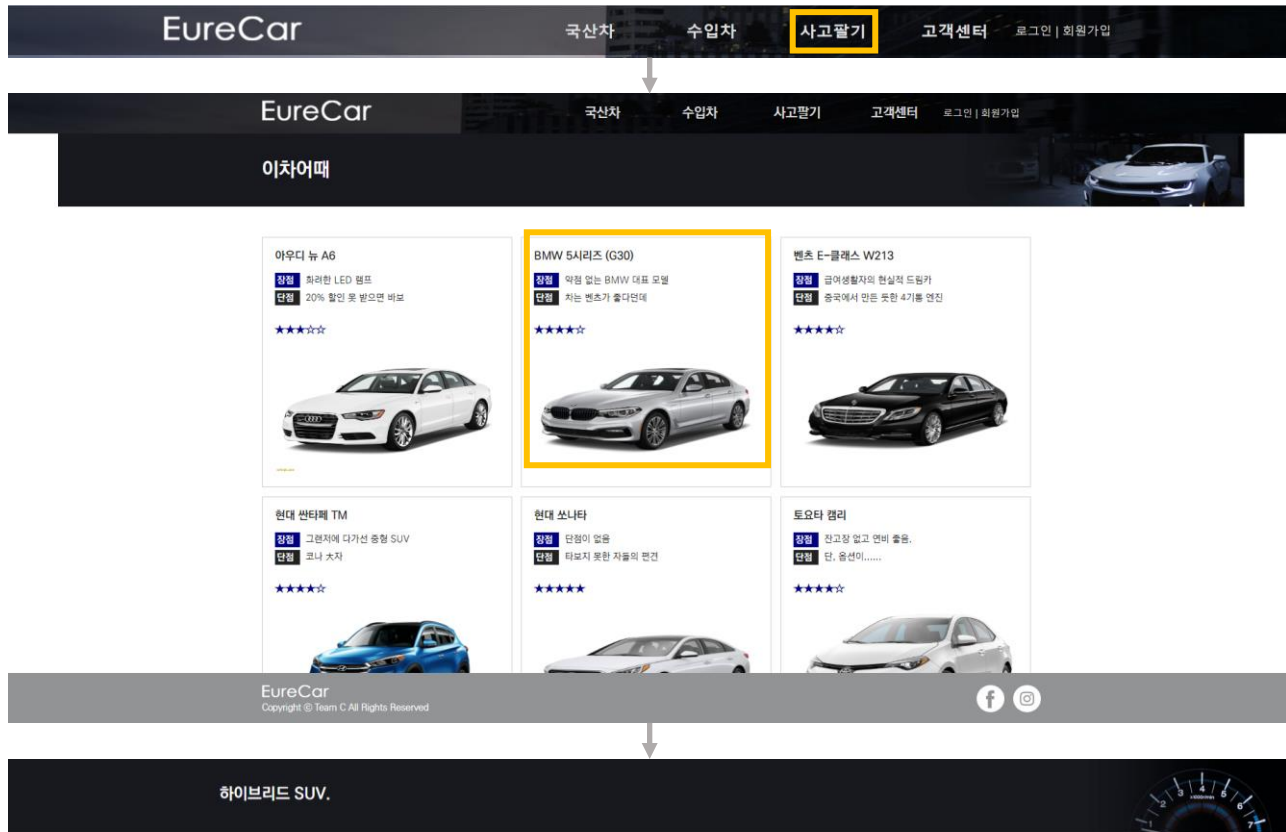 EureCar 국산차 수입차 사고팔기 고객센터 로그인 | 회원가입
EureCar 국산차 수입차 사고팔기 고객센터 로그인 | 회원가입
이차어때
아우디 뉴 A6
장점 화려한 LED 램프
단점 20% 할인 못 받으면 바보
★★★☆☆
BMW 5시리즈 (G30)
장점 약점 없는 BMW 대표 모델
단점 차는 벤츠가 좋다던데
★★★★☆
벤츠 E-클래스 W213
장점 급여생활자의 현실적 드림카
단점 중국에서 만든 듯한 4기통 엔진
★★★★☆
현대 싼타페 TM
장점 그랜저에 다가선 중형 SUV
단점 코나 大자
★★★★☆
현대 쏘나타
장점 단점이 없음
단점 타보지 못한 자들의 편견
★★★★★
토요타 캠리
장점 잔고장 없고 연비 좋음.
단점 단, 옵션이......
★★★★☆
EureCar
Copyright ⓒ Team C All Rights Reserved
하이브리드 SUV.
1 2 3 4 5 6 7